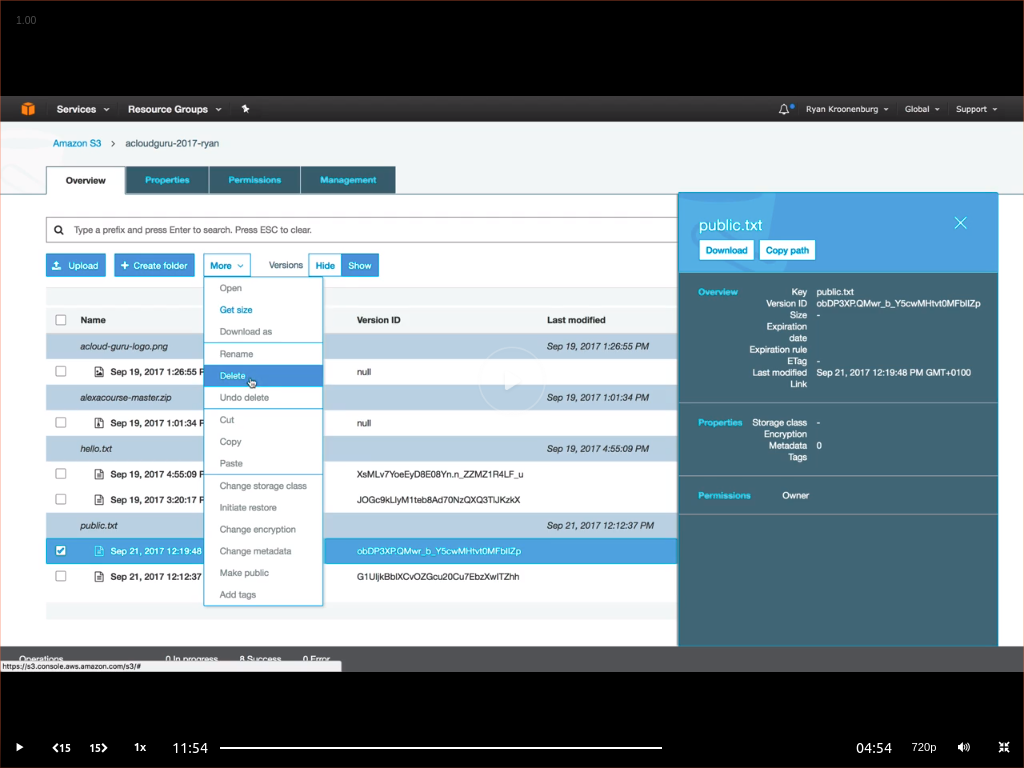 1.00
Services Resource Groups Ryan Kroonenburg Global Support
Amazon S3 > acloudguru-2017-ryan
Overview Properties Permissions Management
Type a prefix and press Enter to search. Press ESC to clear.
Upload + Create folder More Versions Hide Show
Open
Get size
Download as
Rename
Delete
Undo delete
Cut
Copy
Paste
Change storage class
Initiate restore
Change encryption
Change metadata
Make public
Add tags
Name Version ID Last modified
acloud-guru-logo.png Sep 19, 2017 1:26:55 PM
Sep 19, 2017 1:26:55 P null
alexacourse-master.zip Sep 19, 2017 1:01:34 PM
Sep 19, 2017 1:01:34 P null
hello.txt Sep 19, 2017 4:55:09 PM
Sep 19, 2017 4:55:09 P XsMLv7YoeEyD8E08Yn.n_ZZMZ1R4LF_u
Sep 19, 2017 3:20:17 P
public.txt Sep 21, 2017 12:12:37 PM
Sep 21, 2017 12:19:48
Sep 21, 2017 12:12:37
public.txt
Download Copy path
Overview
Key public.txt
Version ID
Size -
Expiration
date
Expiration rule
ETag -
Last modified Sep 21, 2017 12:19:48 PM GMT+0100
Link
Properties
Storage class -
Encryption
Metadata 0
Tags
Permissions Owner
Operations 0 In progress 8 Success 0 Error
https://s3.console.aws.amazon.com/s3/#
15 15 1x 11:54 04:54 720p